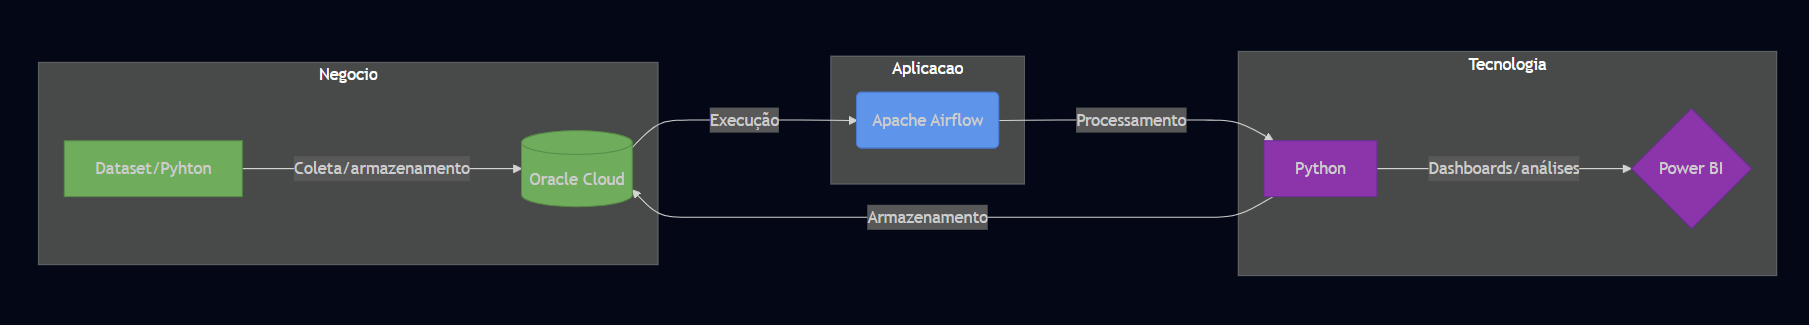 Negocio
Dataset/Pyhton
Coleta/armazenamento
Oracle Cloud
Execução
Aplicacao
Apache Airflow
Processamento
Armazenamento
Tecnologia
Python
Dashboards/análises
Power BI